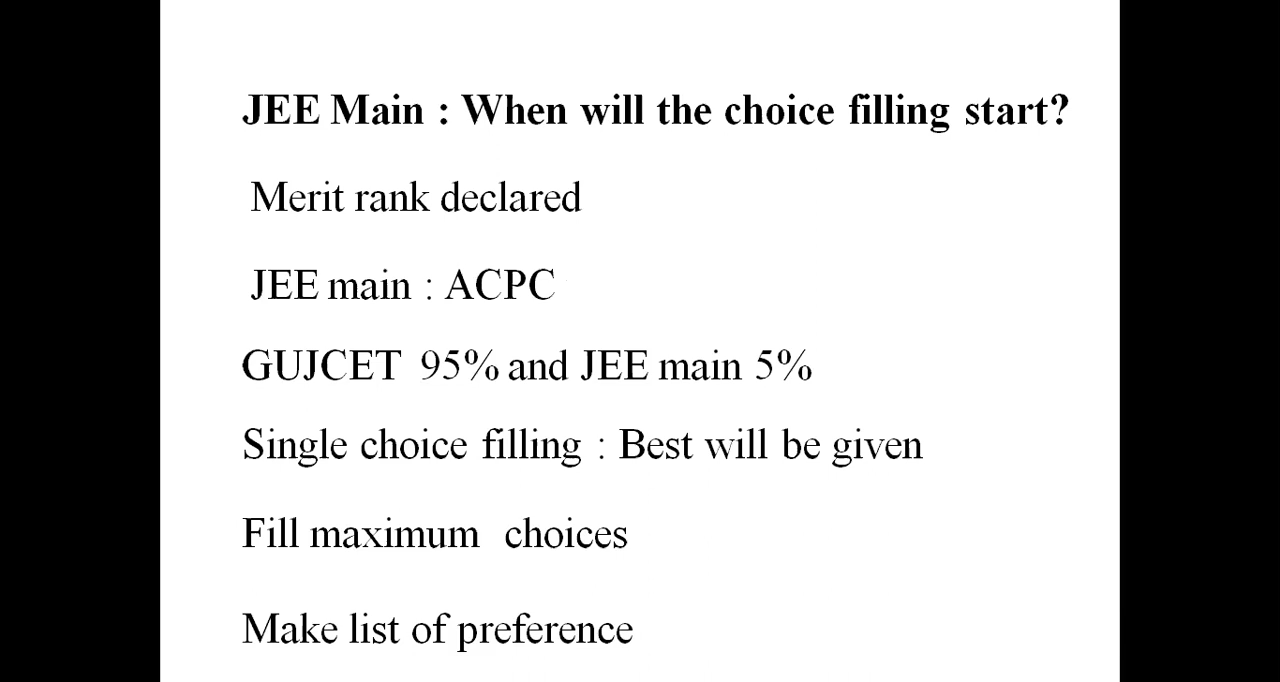 JEE Main : When will the choice filling start?
Merit rank declared
JEE main : ACPC
GUJCET 95% and JEE main 5%
Single choice filling : Best will be given
Fill maximum choices
Make list of preference